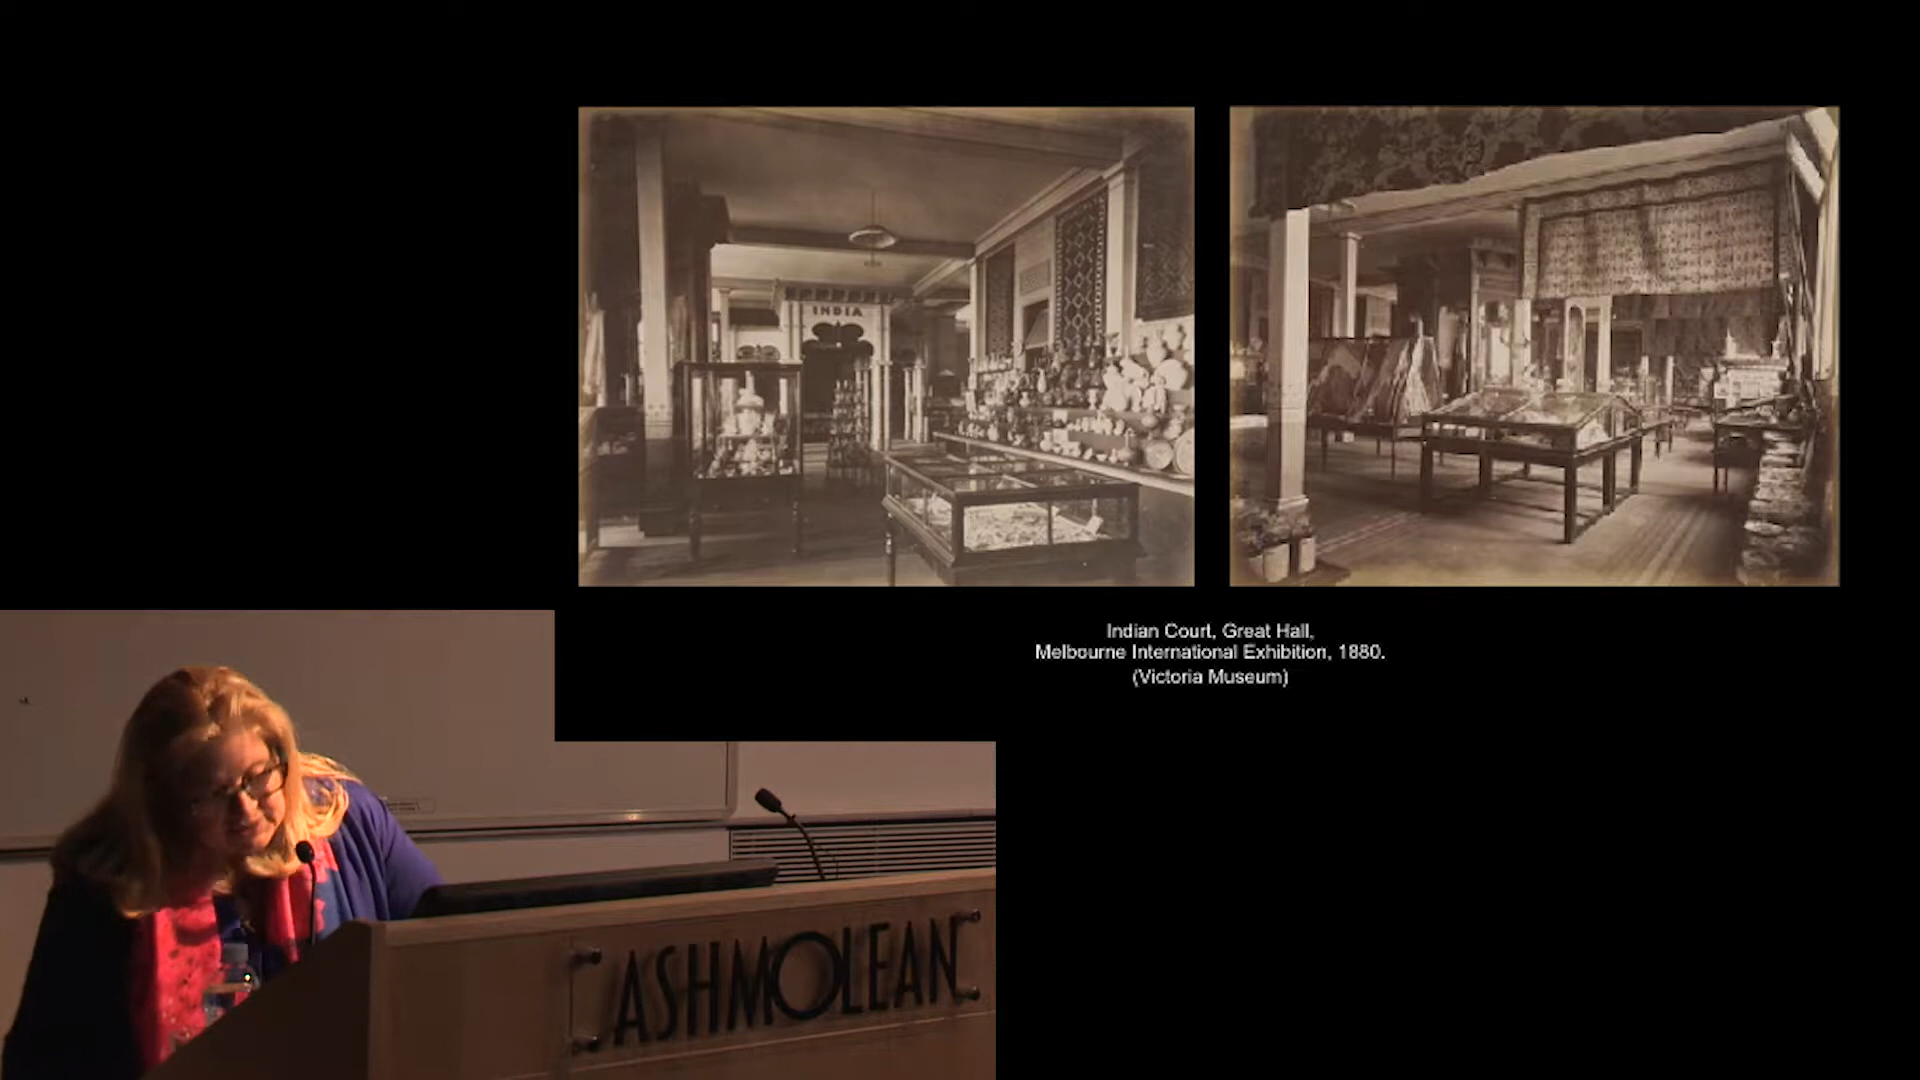 INDIA
Indian Court, Great Hall,
Melbourne International Exhibition, 1880.
(Victoria Museum)
ASHMOLEAN